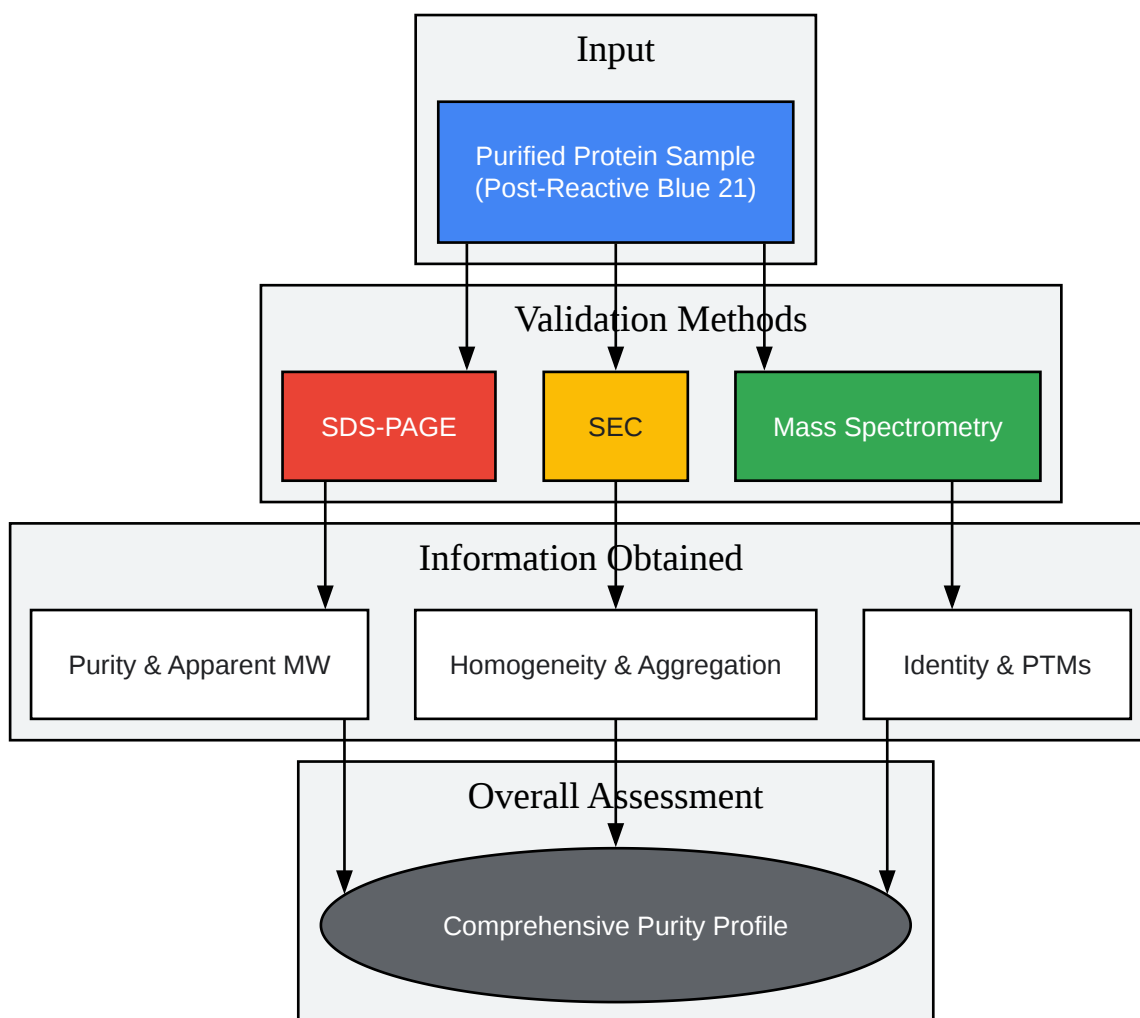 Input
Purified Protein Sample
(Post-Reactive Blue 21)
Validation Methods
SDS-PAGE
SEC
Mass Spectrometry
Information Obtained
Purity & Apparent MW
Homogeneity & Aggregation
Identity & PTMs
Overall Assessment
Comprehensive Purity Profile